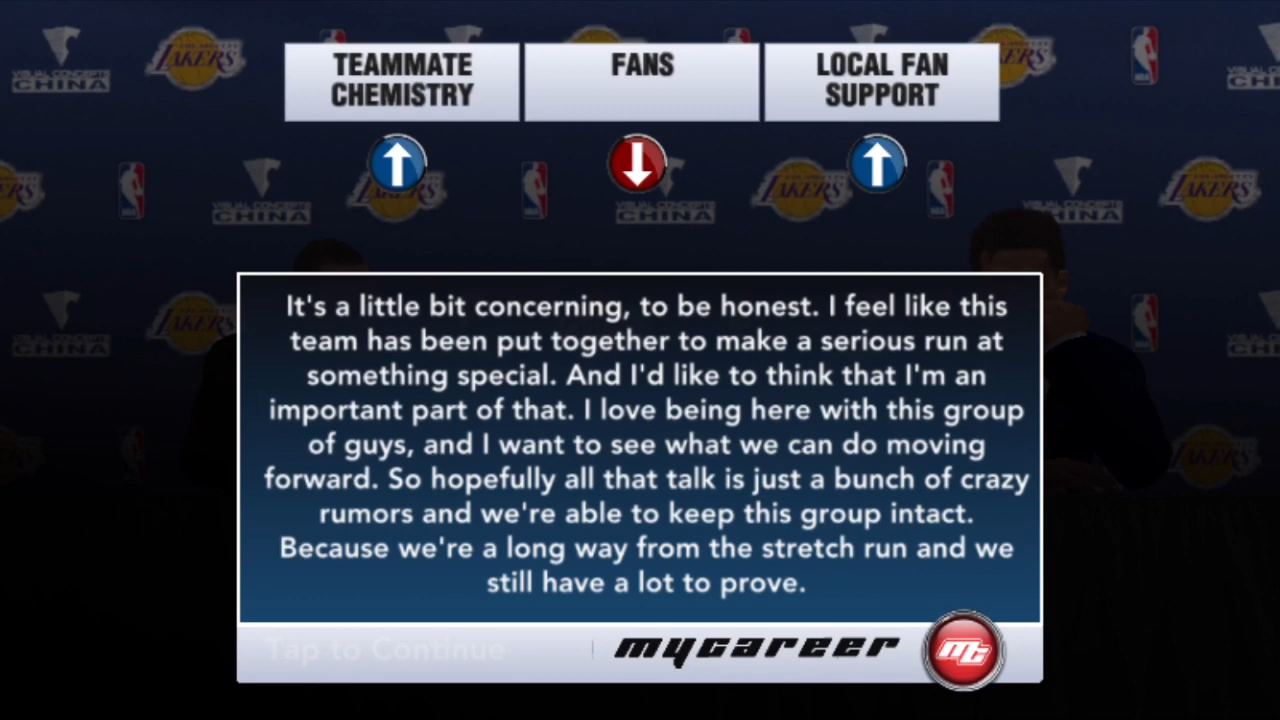 TEAMMATE
CHEMISTRY
FANS
LOCAL FAN
SUPPORT
LAKERS
VISUAL CONCEPTS
CHINA
It's a little bit concerning, to be honest. I feel like this
team has been put together to make a serious run at
something special. And I'd like to think that I'm an
important part of that. I love being here with this group
of guys, and I want to see what we can do moving
forward. So hopefully all that talk is just a bunch of crazy
rumors and we're able to keep this group intact.
Because we're a long way from the stretch run and we
still have a lot to prove.
Tap to Continue
mycareer
mc